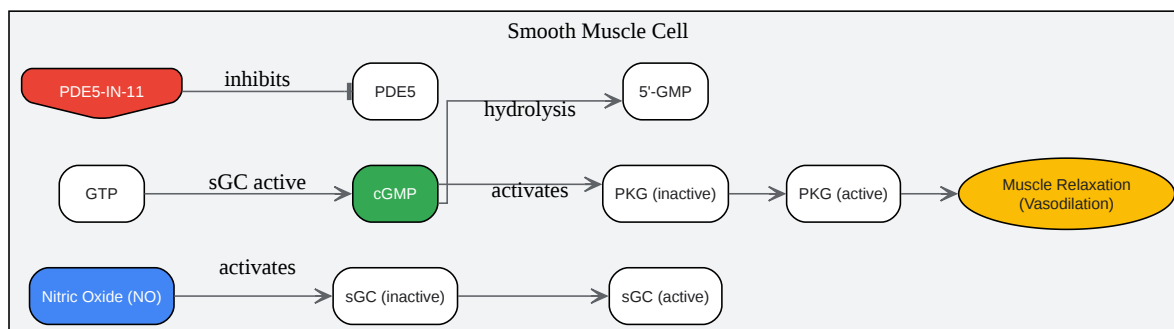 Smooth Muscle Cell
PDE5-IN-11
inhibits
PDE5
hydrolysis
5'-GMP
GTP
sGC active
cGMP
activates
PKG (inactive)
PKG (active)
Muscle Relaxation
(Vasodilation)
Nitric Oxide (NO)
activates
sGC (inactive)
sGC (active)